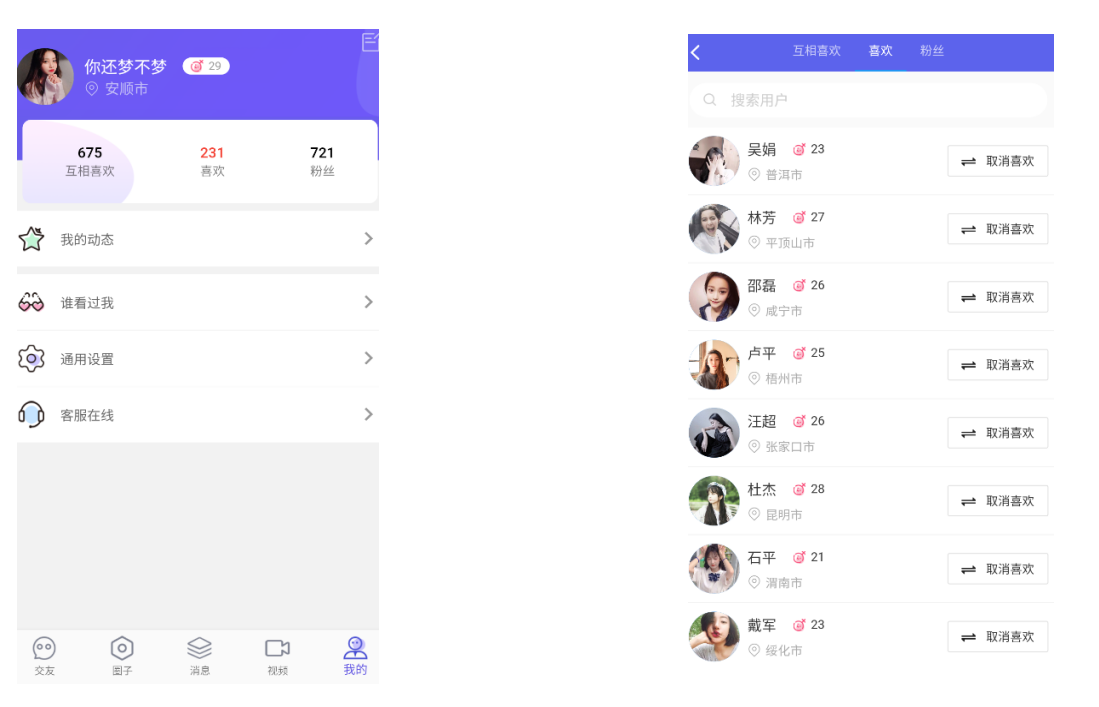 你还梦不梦 29
安顺市
675 231 721
互相喜欢 喜欢 粉丝
我的动态
谁看过我
通用设置
客服在线
交友 圈子 消息 视频 我的
互相喜欢 喜欢 粉丝
搜索用户
吴娟 23
普洱市
取消喜欢
林芳 27
平顶山市
取消喜欢
邵磊 26
咸宁市
取消喜欢
卢平 25
梧州市
取消喜欢
汪超 26
张家口市
取消喜欢
杜杰 28
昆明市
取消喜欢
石平 21
渭南市
取消喜欢
戴军 23
绥化市
取消喜欢